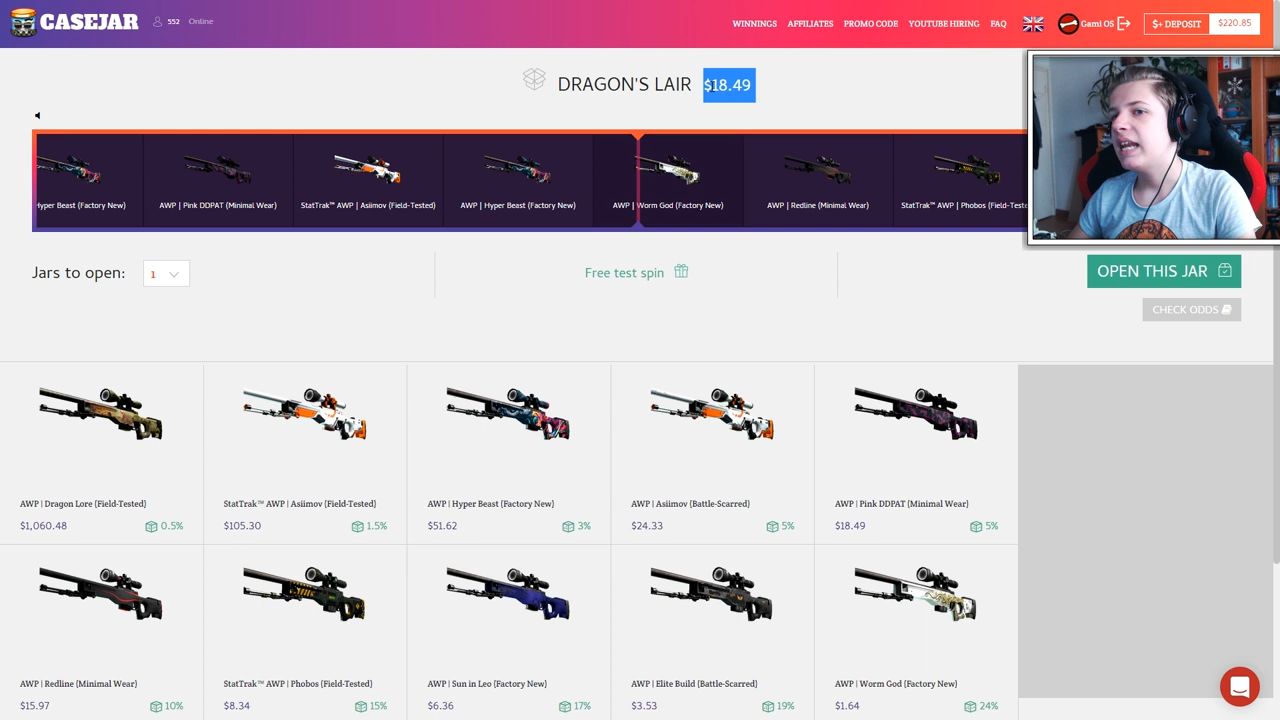 CASEJAR
552 Online
WINNINGS AFFILIATES PROMO CODE YOUTUBE HIRING FAQ Gami OS $+ DEPOSIT $220.85
DRAGON'S LAIR $18.49
Hyper Beast (Factory New) AWP | Pink DDPAT (Minimal Wear) StatTrak™ AWP | Asiimov (Field-Tested) AWP | Hyper Beast (Factory New) AWP | Worm God (Factory New) AWP | Redline (Minimal Wear) StatTrak™ AWP | Phobos (Field-Teste
Jars to open: 1 Free test spin OPEN THIS JAR
CHECK ODDS
AWP | Dragon Lore (Field-Tested) StatTrak™ AWP | Asiimov (Field-Tested) AWP | Hyper Beast (Factory New) AWP | Asiimov (Battle-Scarred) AWP | Pink DDPAT (Minimal Wear)
$1,060.48 0.5% $105.30 1.5% $51.62 3% $24.33 5% $18.49 5%
AWP | Redline (Minimal Wear) StatTrak™ AWP | Phobos (Field-Tested) AWP | Sun in Leo (Factory New) AWP | Elite Build (Battle-Scarred) AWP | Worm God (Factory New)
$15.97 10% $8.34 15% $6.36 17% $3.53 19% $1.64 24%